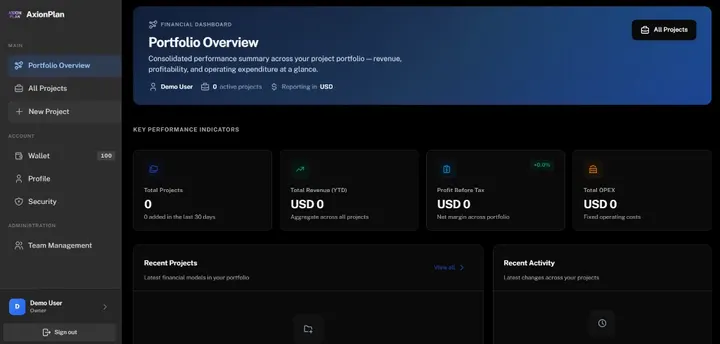 AXION
PLAN
AxionPlan
MAIN
Portfolio Overview
All Projects
New Project
ACCOUNT
Wallet
100
Profile
Security
ADMINISTRATION
Team Management
D
Demo User
Owner
Sign out
FINANCIAL DASHBOARD
All Projects
Portfolio Overview
Consolidated performance summary across your project portfolio — revenue,
profitability, and operating expenditure at a glance.
Demo User
0 active projects
Reporting in USD
KEY PERFORMANCE INDICATORS
Total Projects
0
0 added in the last 30 days
Total Revenue (YTD)
USD 0
Aggregate across all projects
+0.0%
Profit Before Tax
USD 0
Net margin across portfolio
Total OPEX
USD 0
Fixed operating costs
Recent Projects
Latest financial models in your portfolio
View all
Recent Activity
Latest changes across your projects